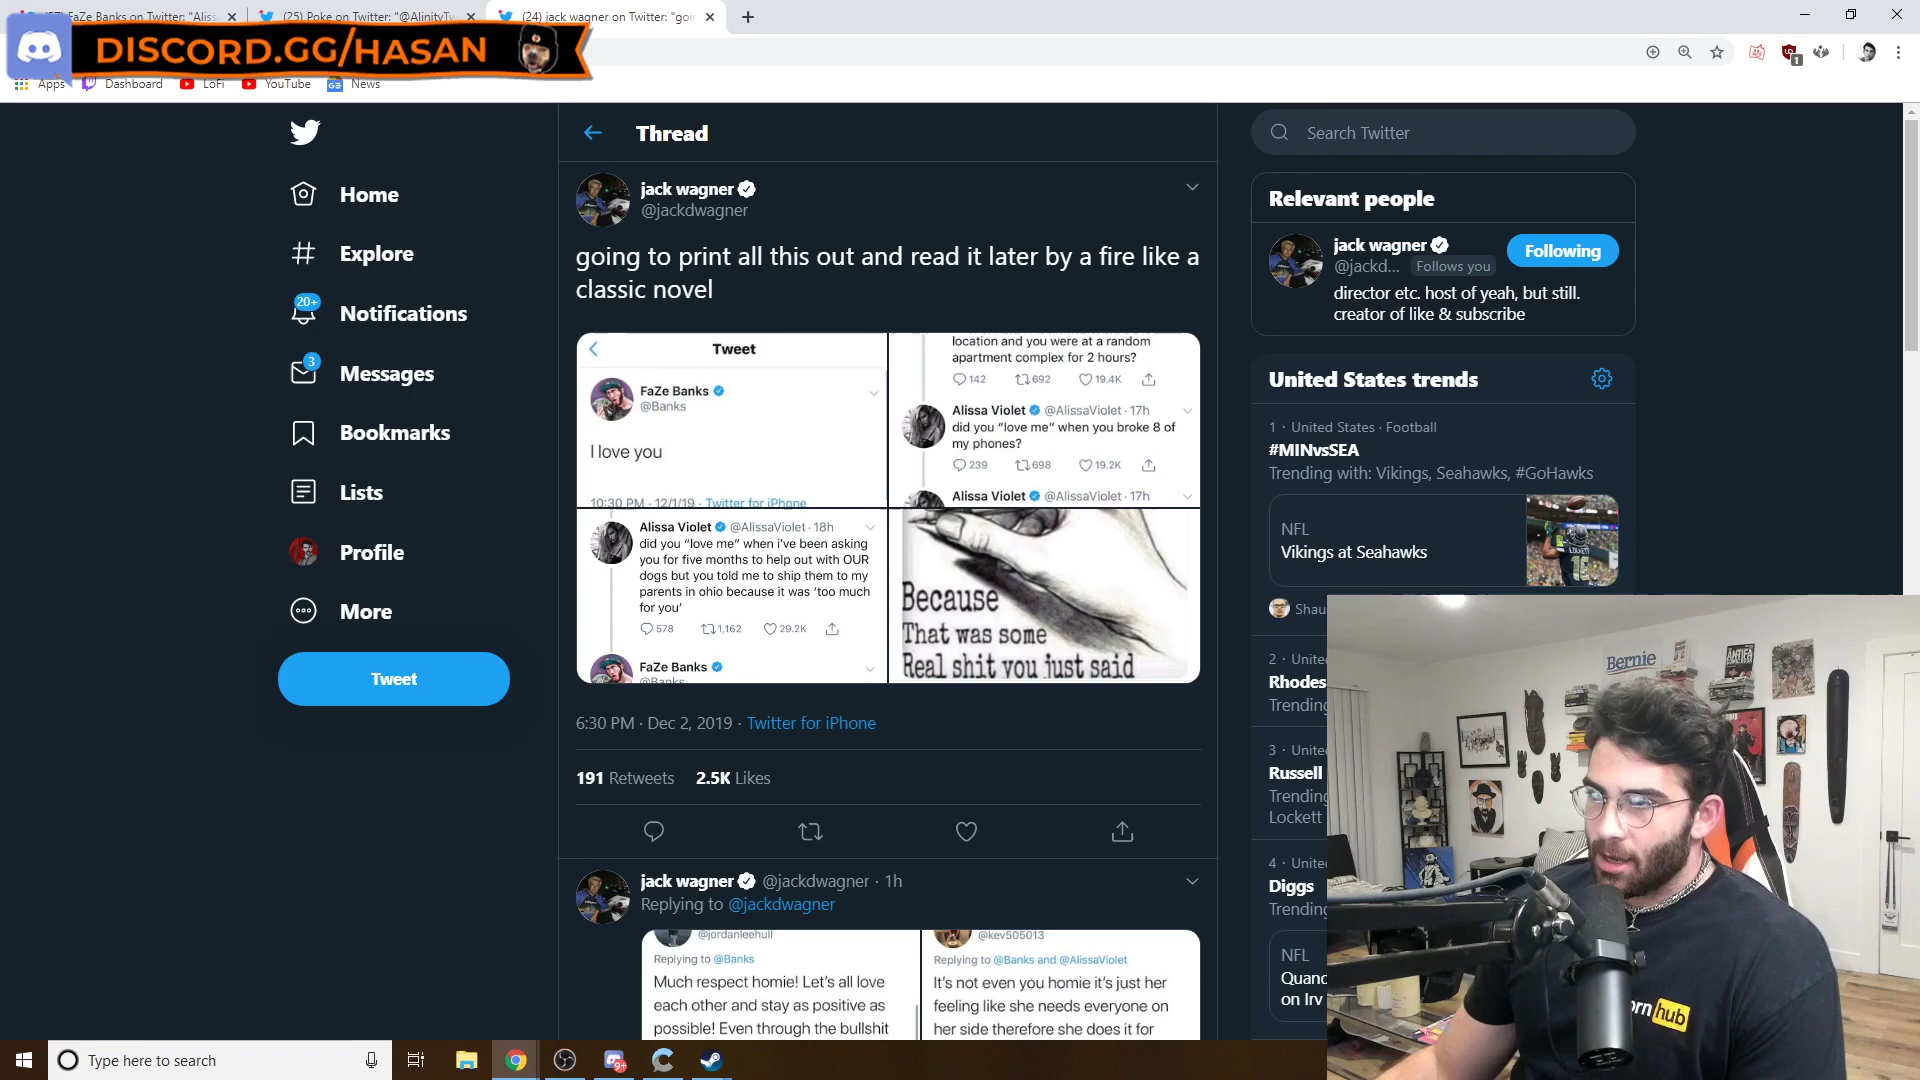 (57) FaZe Banks on Twitter: "Aliss
(25) Poke on Twitter: "@AlinityTw
(24) jack wagner on Twitter: "goi
DISCORD.GG/HASAN
Apps
Dashboard
LoFi
YouTube
News
Home
Explore
20+
Notifications
3
Messages
Bookmarks
Lists
Profile
More
Tweet
Thread
jack wagner
@jackdwagner
going to print all this out and read it later by a fire like a
classic novel
Tweet
FaZe Banks
@Banks
I love you
10:30 PM · 12/1/19 · Twitter for iPhone
location and you were at a random
apartment complex for 2 hours?
142 692 19.4K
Alissa Violet @AlissaViolet · 17h
did you “love me” when you broke 8 of
my phones?
239 698 19.2K
Alissa Violet @AlissaViolet · 17h
Alissa Violet @AlissaViolet · 18h
did you “love me” when i’ve been asking
you for five months to help out with OUR
dogs but you told me to ship them to my
parents in ohio because it was ‘too much
for you’
578 1,162 29.2K
FaZe Banks
@Banks
Because
That was some
Real shit you just said
6:30 PM · Dec 2, 2019 · Twitter for iPhone
191 Retweets 2.5K Likes
jack wagner @jackdwagner · 1h
Replying to @jackdwagner
@jordanleehull
Replying to @Banks
Much respect homie! Let’s all love
each other and stay as positive as
possible! Even through the bullshit
@kev505013
Replying to @Banks and @AlissaViolet
It’s not even you homie it’s just her
feeling like she needs everyone on
her side therefore she does it for
Search Twitter
Relevant people
jack wagner
@jackd... Follows you
Following
director etc. host of yeah, but still.
creator of like & subscribe
United States trends
1 · United States · Football
#MINvsSEA
Trending with: Vikings, Seahawks, #GoHawks
NFL
Vikings at Seahawks
LOCKETT
16
Shau
2 · Unite
Rhodes
Trending
3 · Unite
Russell
Trending
Lockett
4 · Unite
Diggs
Trending
NFL
Quand
on Irv
Bernie
ANTIFA
rn hub
1
Type here to search
9+